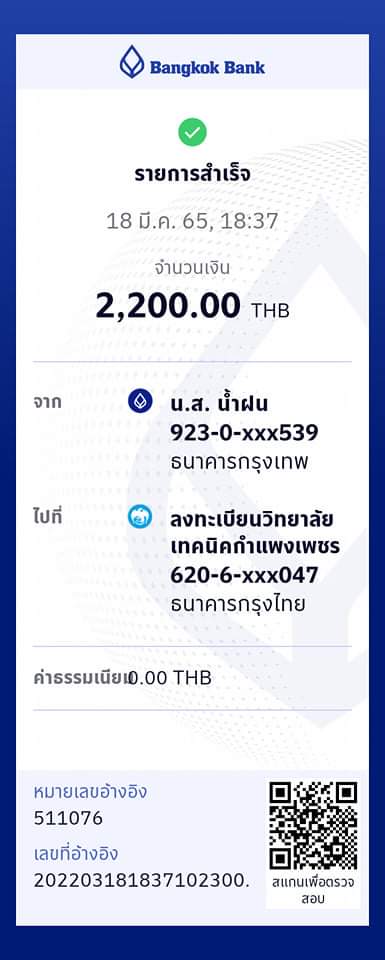 Bangkok Bank
รายการสำเร็จ
18 มี.ค. 65, 18:37
จำนวนเงิน
2,200.00 THB
จาก
น.ส. น้ำฝน
923-0-xxx539
ธนาคารกรุงเทพ
ไปที่
ลงทะเบียนวิทยาลัย
เทคนิคกำแพงเพชร
620-6-xxx047
ธนาคารกรุงไทย
ค่าธรรมเนียม 0.00 THB
หมายเลขอ้างอิง
511076
เลขที่อ้างอิง
202203181837102300.
สแกนเพื่อตรวจ
สอบ